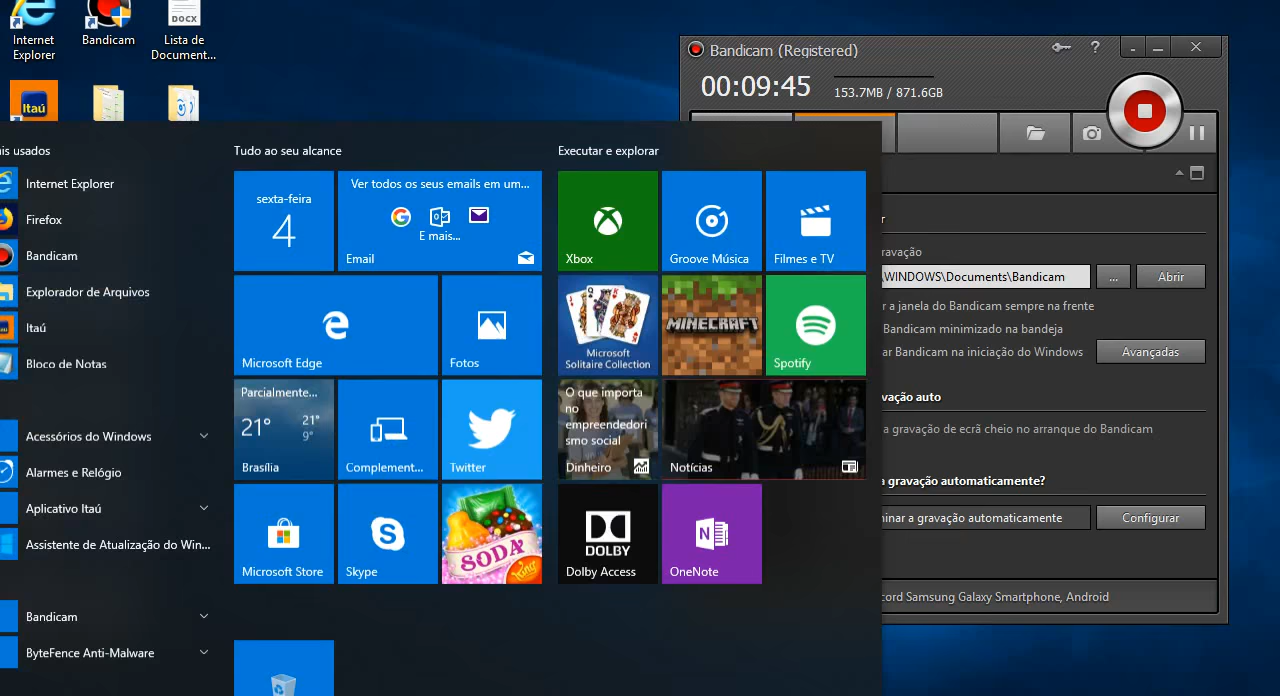 Internet
Explorer
Bandicam
DOCX
Lista de
Document...
Itaú
Bandicam (Registered)
?
00:09:45
153.7MB / 871.6GB
is usados
Internet Explorer
Firefox
Bandicam
Explorador de Arquivos
Itaú
Bloco de Notas
Acessórios do Windows
Alarmes e Relógio
Aplicativo Itaú
Assistente de Atualização do Win...
Bandicam
ByteFence Anti-Malware
Tudo ao seu alcance
sexta-feira
4
Ver todos os seus emails em um...
E mais...
Email
Microsoft Edge
Fotos
Parcialmente...
21°
21°
9°
Brasília
Complement...
Twitter
Microsoft Store
Skype
SODA
King
Executar e explorar
Xbox
Groove Música
Filmes e TV
Microsoft
Solitaire Collection
MINECRAFT
Spotify
O que importa
no
empreendedori
smo social
Dinheiro
Notícias
DOLBY
Dolby Access
OneNote
r
ravação
\WINDOWS\Documents\Bandicam
...
Abrir
r a janela do Bandicam sempre na frente
Bandicam minimizado na bandeja
ar Bandicam na iniciação do Windows
Avançadas
vação auto
a gravação de ecrã cheio no arranque do Bandicam
a gravação automaticamente?
inar a gravação automaticamente
Configurar
cord Samsung Galaxy Smartphone, Android